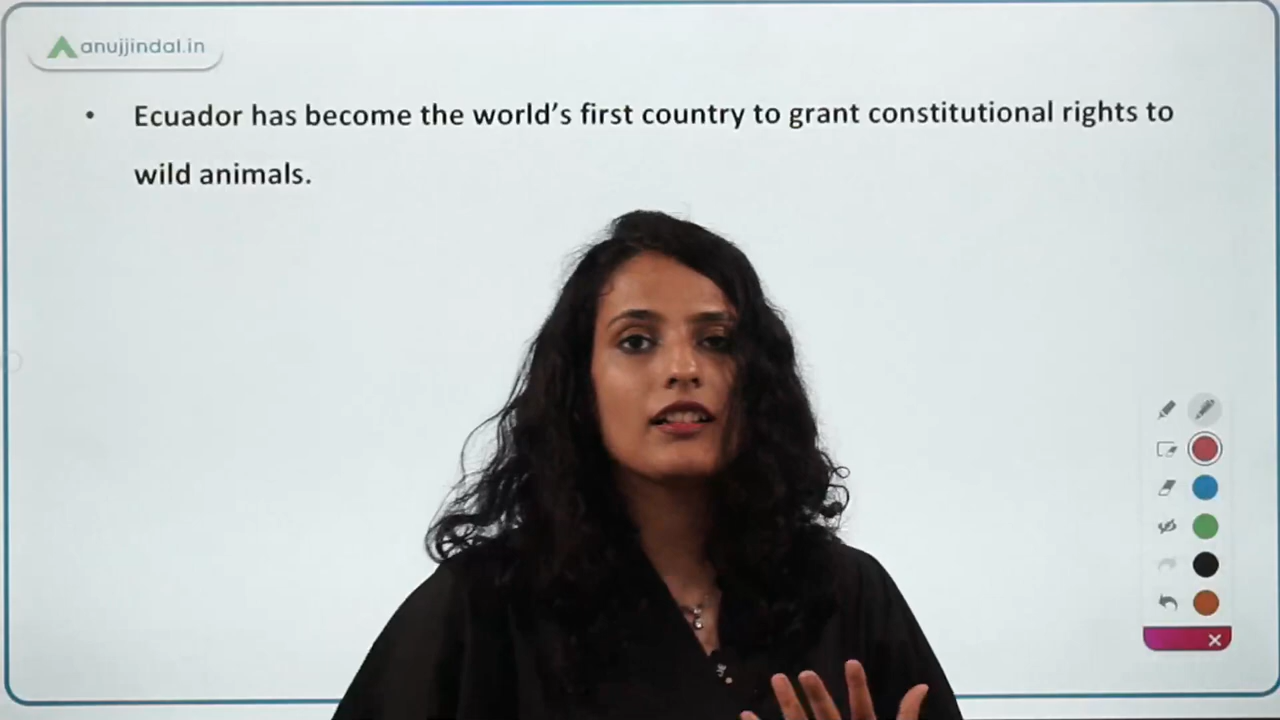 anujjindal.in
• Ecuador has become the world's first country to grant constitutional rights to
wild animals.